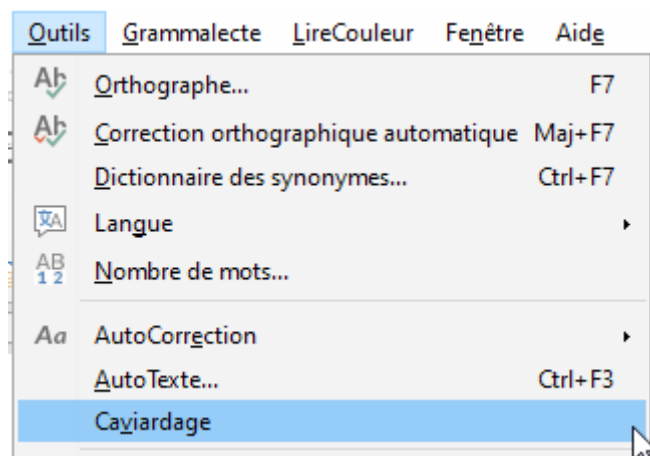 Outils Grammalecte LireCouleur Fenêtre Aide
Orthographe... F7
Correction orthographique automatique Maj+F7
Dictionnaire des synonymes... Ctrl+F7
Langue
Nombre de mots...
AutoCorrection
AutoTexte... Ctrl+F3
Caviardage